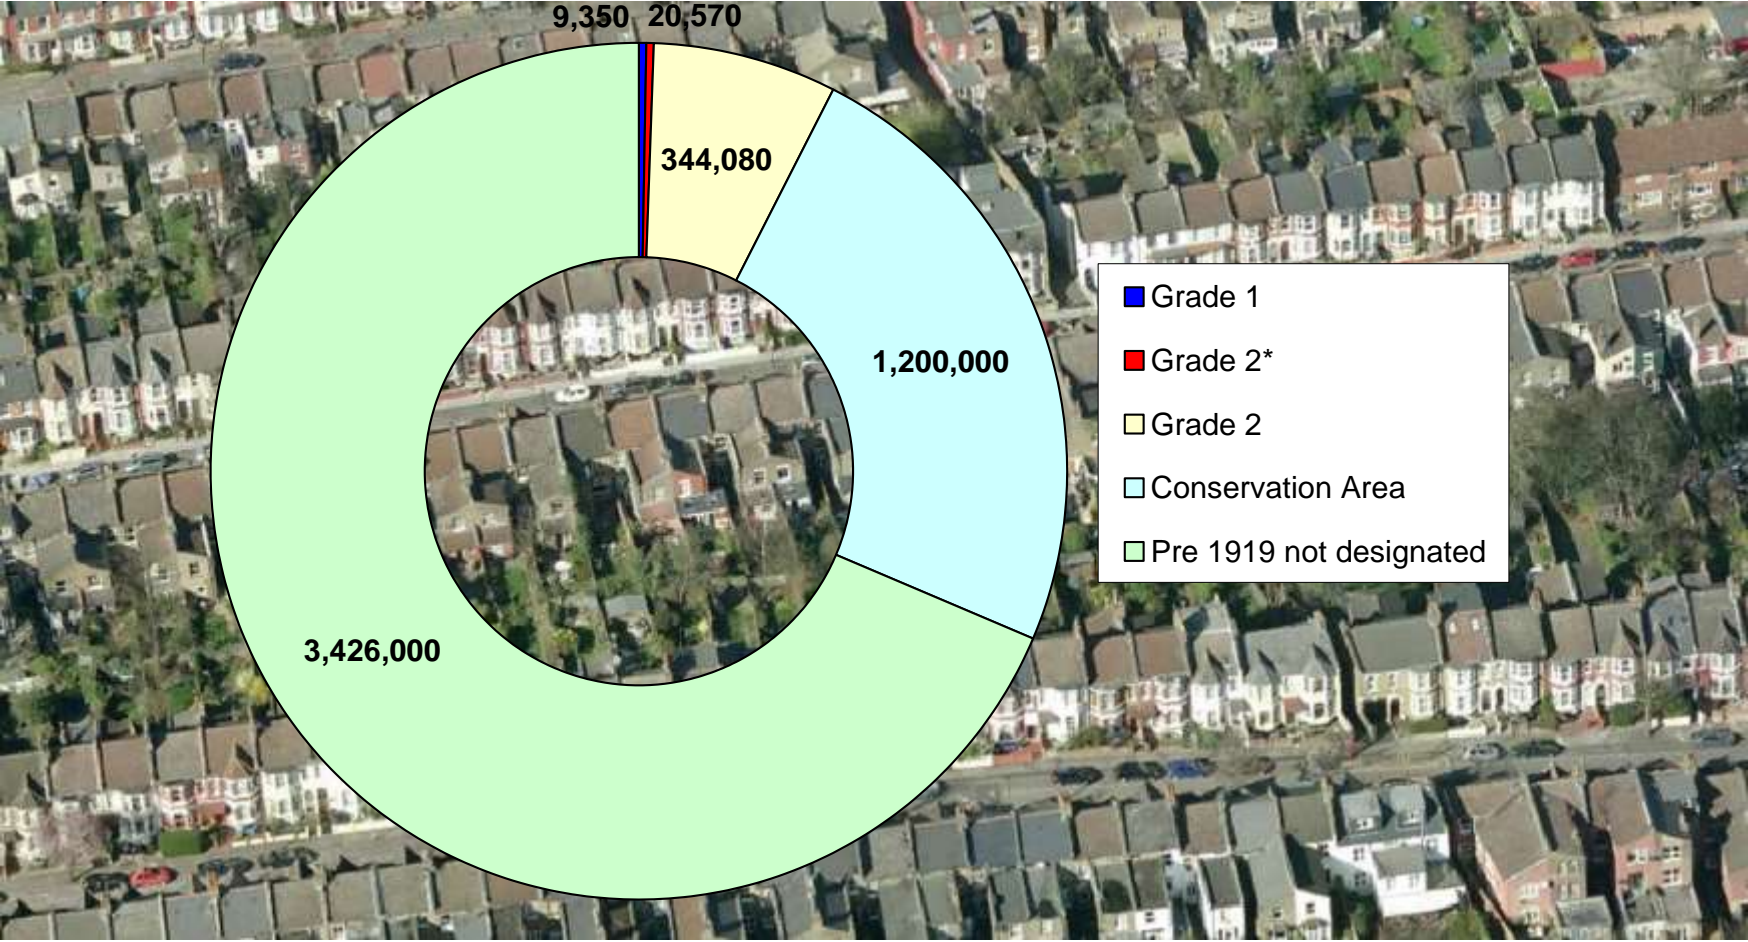 9,350 20,570
344,080
1,200,000
3,426,000
Grade 1
Grade 2*
Grade 2
Conservation Area
Pre 1919 not designated